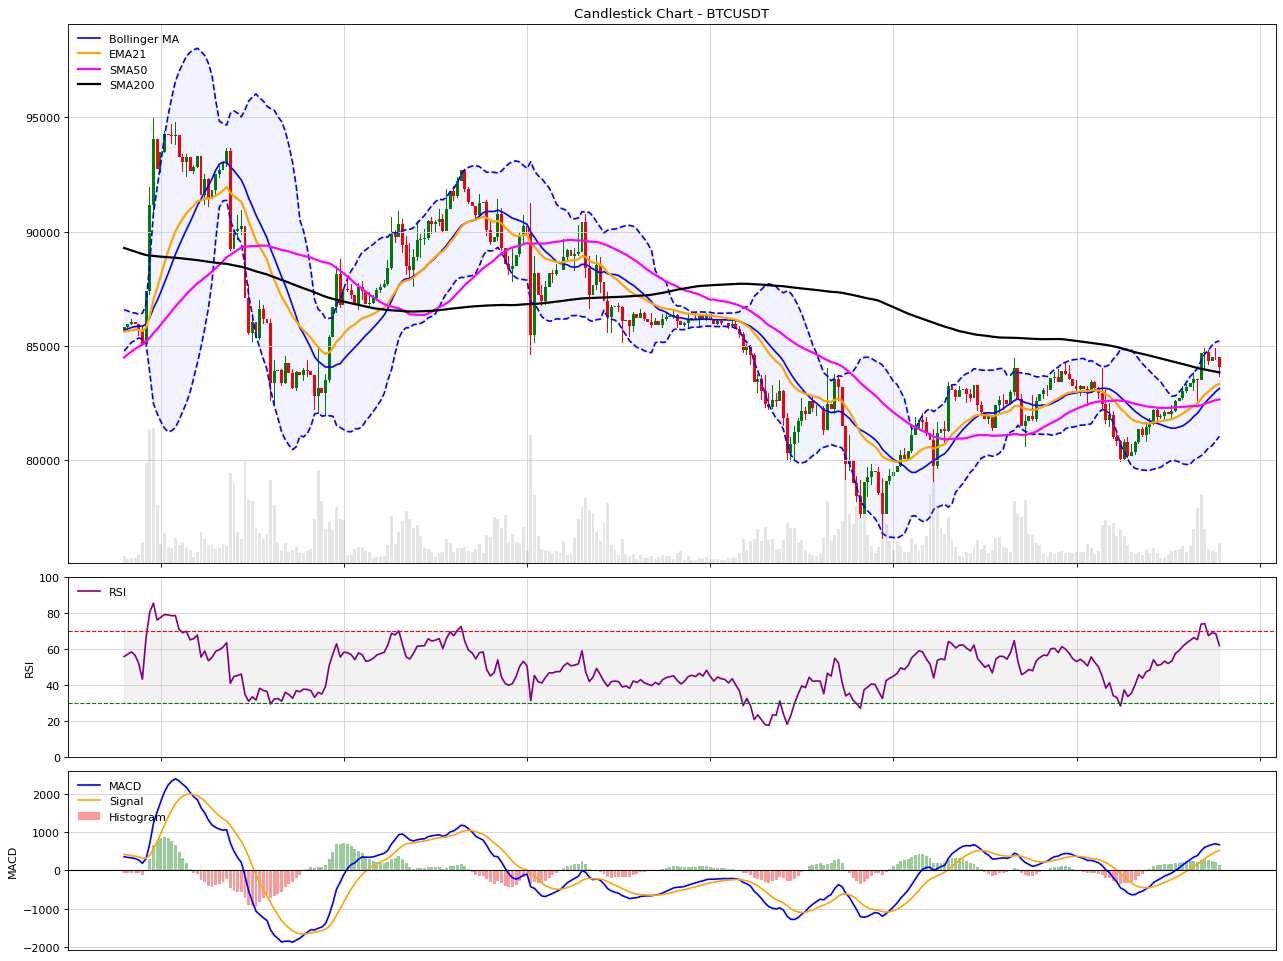 Candlestick Chart - BTCUSDT
Bollinger MA
EMA21
SMA50
SMA200
95000
90000
85000
80000
RSI
100
80
60
40
20
0
RSI
MACD
Signal
Histogram
2000
1000
0
−1000
−2000
MACD